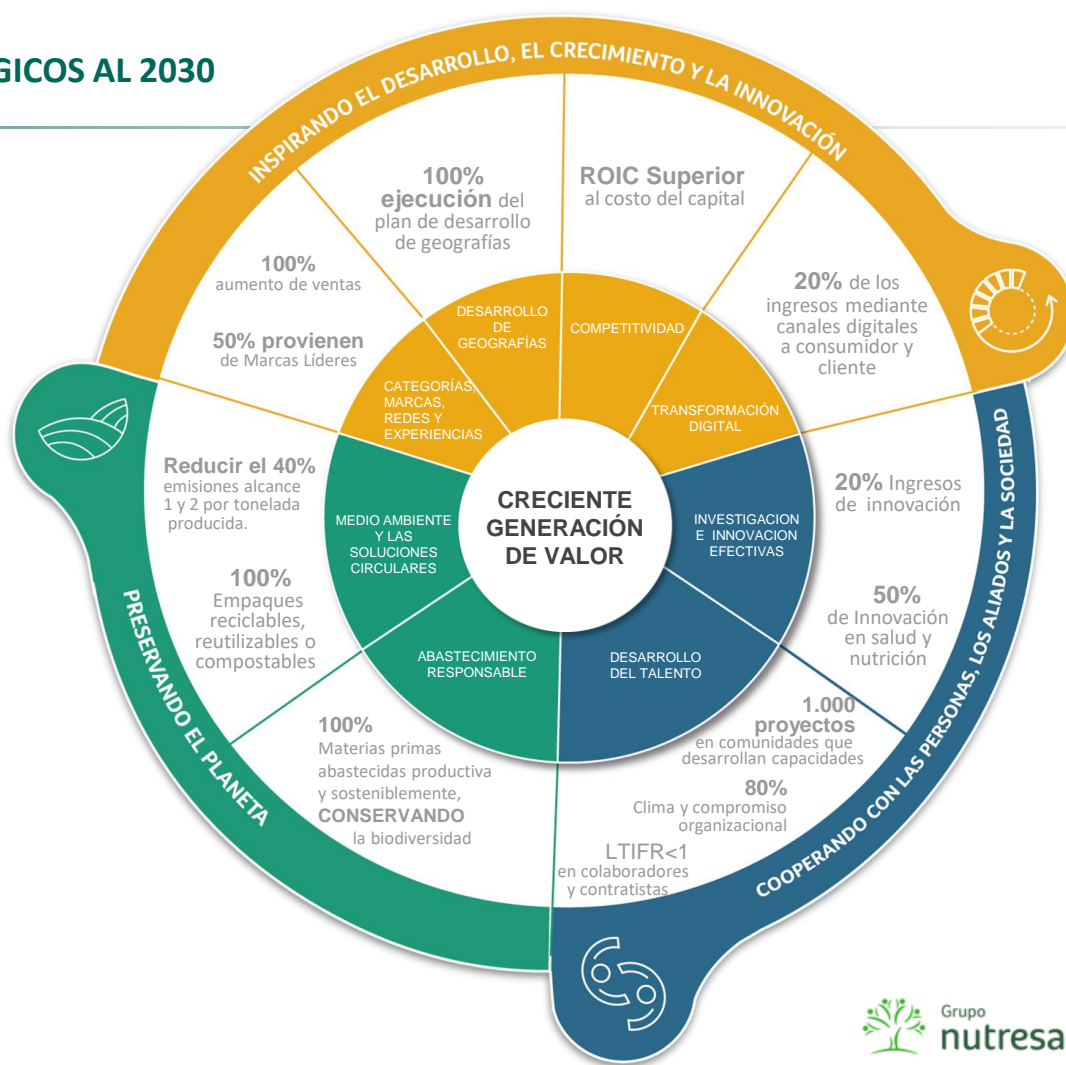 GICOS AL 2030
INSPIRANDO EL DESARROLLO, EL CRECIMIENTO Y LA INNOVACIÓN
100%
aumento de ventas
50% provienen
de Marcas Líderes
100%
ejecución del
plan de desarrollo
de geografías
ROIC Superior
al costo del capital
20% de los
ingresos mediante
canales digitales
a consumidor y
cliente
CATEGORÍAS,
MARCAS,
REDES Y
EXPERIENCIAS
DESARROLLO
DE
GEOGRAFÍAS
COMPETITIVIDAD
TRANSFORMACIÓN
DIGITAL
CRECIENTE
GENERACIÓN
DE VALOR
COOPERANDO CON LAS PERSONAS, LOS ALIADOS Y LA SOCIEDAD
INVESTIGACION
E INNOVACION
EFECTIVAS
20% Ingresos
de innovación
50%
de Innovación
en salud y
nutrición
DESARROLLO
DEL TALENTO
1.000
proyectos
en comunidades que
desarrollan capacidades
80%
Clima y compromiso
organizacional
LTIFR<1
en colaboradores
y contratistas
PRESERVANDO EL PLANETA
MEDIO AMBIENTE
Y LAS
SOLUCIONES
CIRCULARES
Reducir el 40%
emisiones alcance
1 y 2 por tonelada
producida.
100%
Empaques
reciclables,
reutilizables o
compostables
ABASTECIMIENTO
RESPONSABLE
100%
Materias primas
abastecidas productiva
y sosteniblemente,
CONSERVANDO
la biodiversidad
Grupo
nutresa